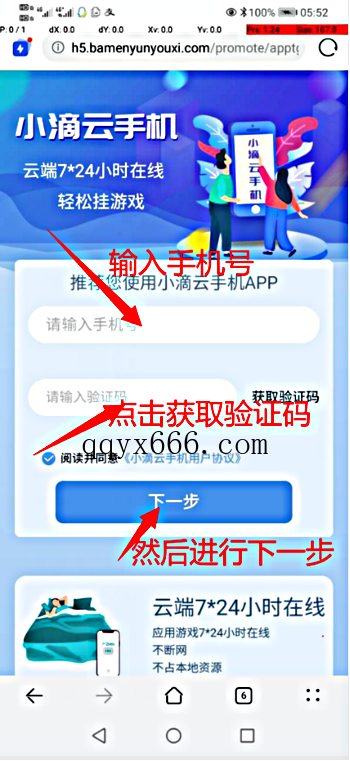 100% 05:52
P: 0 / 1 dX: 0.0 dY: 0.0 Xv: 0.0 Yv: 0.0 Prs: 1.24 Size: 167.0
h5.bamenyunyouxi.com/promote/appt
小滴云手机
云端7*24小时在线
轻松挂游戏
小滴云手机
输入手机号
推荐您使用小滴云手机APP
请输入手机号
请输入验证码
获取验证码
点击获取验证码
qqyx666.com
阅读并同意《小滴云手机用户协议》
下一步
然后进行下一步
云端7*24小时在线
应用游戏7*24小时在线
不断网
不占本地资源
6